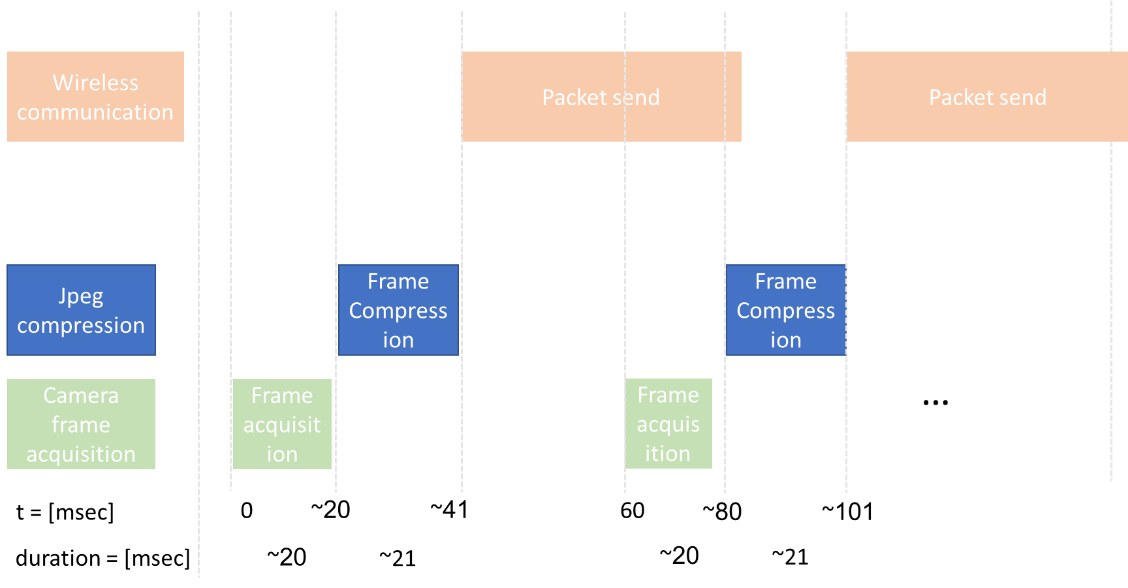 Wireless
communication
Packet send
Packet send
Jpeg
compression
Frame
Compress
ion
Frame
Compress
ion
Camera
frame
acquisition
Frame
acquisit
ion
Frame
acquis
ition
...
t = [msec]
0
~20
~41
60
~80
~101
duration = [msec]
~20
~21
~20
~21